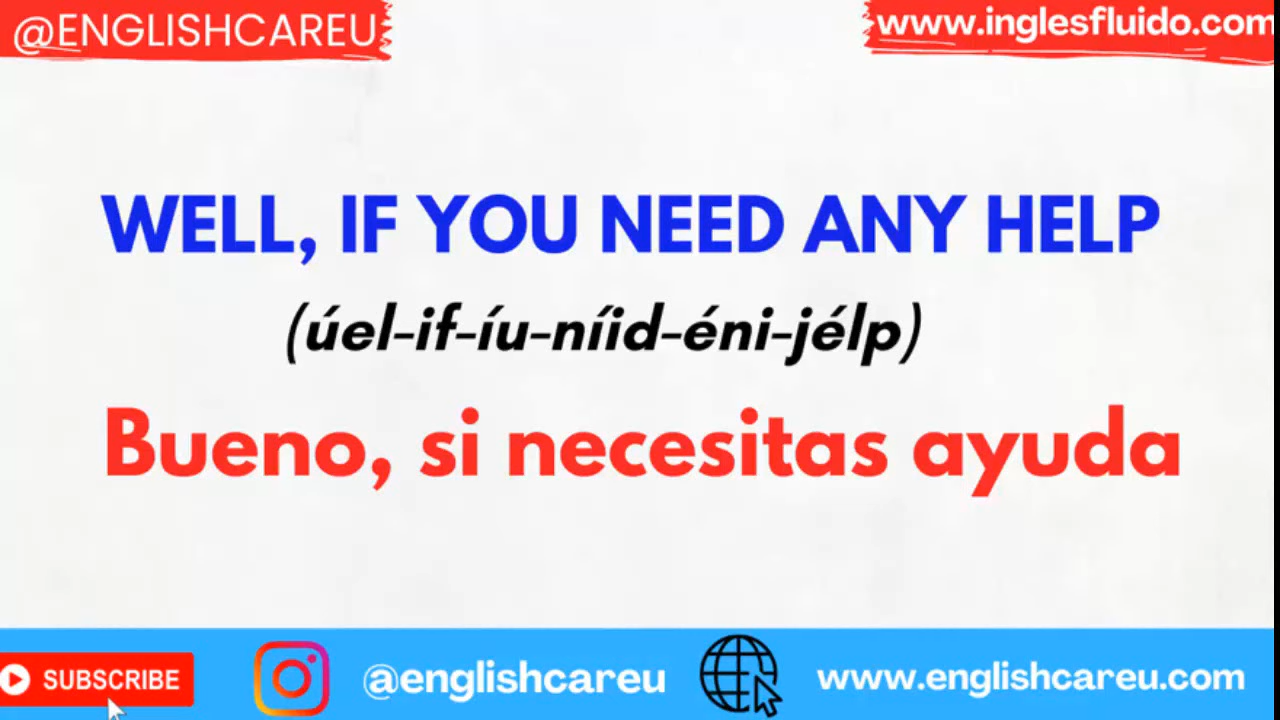 @ENGLISHCAREU
www.inglesfluido.com
WELL, IF YOU NEED ANY HELP
(úel-if-íu-níid-éni-jélp)
Bueno, si necesitas ayuda
SUBSCRIBE
@englishcareu
www.englishcareu.com